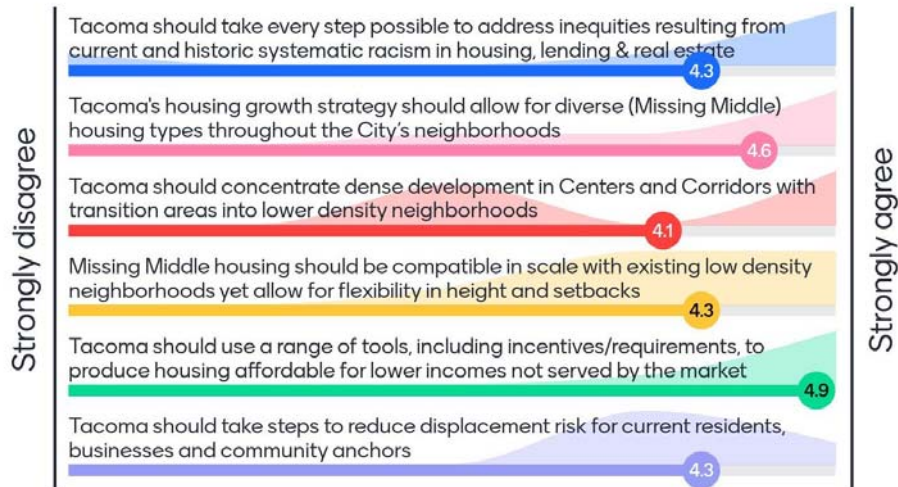 Strongly disagree
Tacoma should take every step possible to address inequities resulting from
current and historic systematic racism in housing, lending & real estate
4.3
Tacoma's housing growth strategy should allow for diverse (Missing Middle)
housing types throughout the City's neighborhoods
4.6
Tacoma should concentrate dense development in Centers and Corridors with
transition areas into lower density neighborhoods
4.1
Missing Middle housing should be compatible in scale with existing low density
neighborhoods yet allow for flexibility in height and setbacks
4.3
Tacoma should use a range of tools, including incentives/requirements, to
produce housing affordable for lower incomes not served by the market
4.9
Tacoma should take steps to reduce displacement risk for current residents,
businesses and community anchors
4.3
Strongly agree